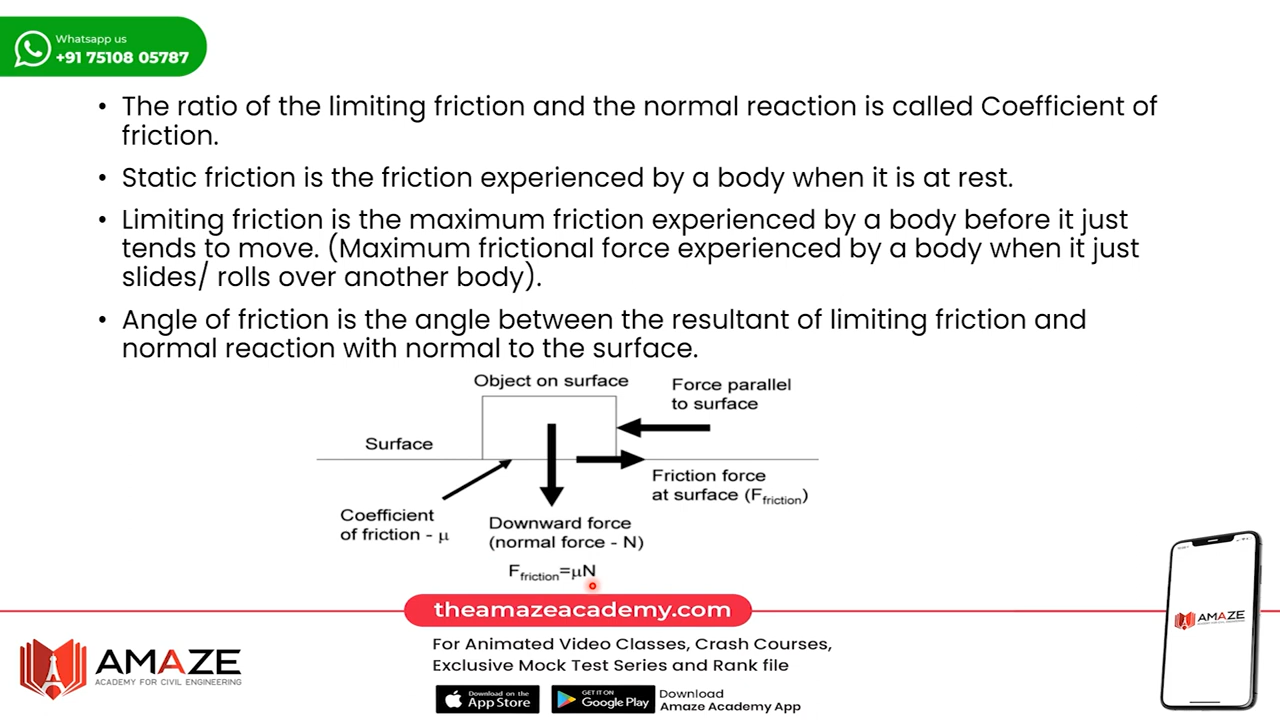 Whatsapp us
+91 75108 05787
• The ratio of the limiting friction and the normal reaction is called Coefficient of
friction.
• Static friction is the friction experienced by a body when it is at rest.
• Limiting friction is the maximum friction experienced by a body before it just
tends to move. (Maximum frictional force experienced by a body when it just
slides/ rolls over another body).
• Angle of friction is the angle between the resultant of limiting friction and
normal reaction with normal to the surface.
Object on surface
Force parallel
to surface
Surface
Friction force
at surface (Ffriction)
Coefficient
of friction - μ
Downward force
(normal force - N)
Ffriction=μN
theamazeacademy.com
AMAZE
ACADEMY FOR CIVIL ENGINEERING
For Animated Video Classes, Crash Courses,
Exclusive Mock Test Series and Rank file
Download on the
App Store
GET IT ON
Google Play
Download
Amaze Academy App
AMAZE